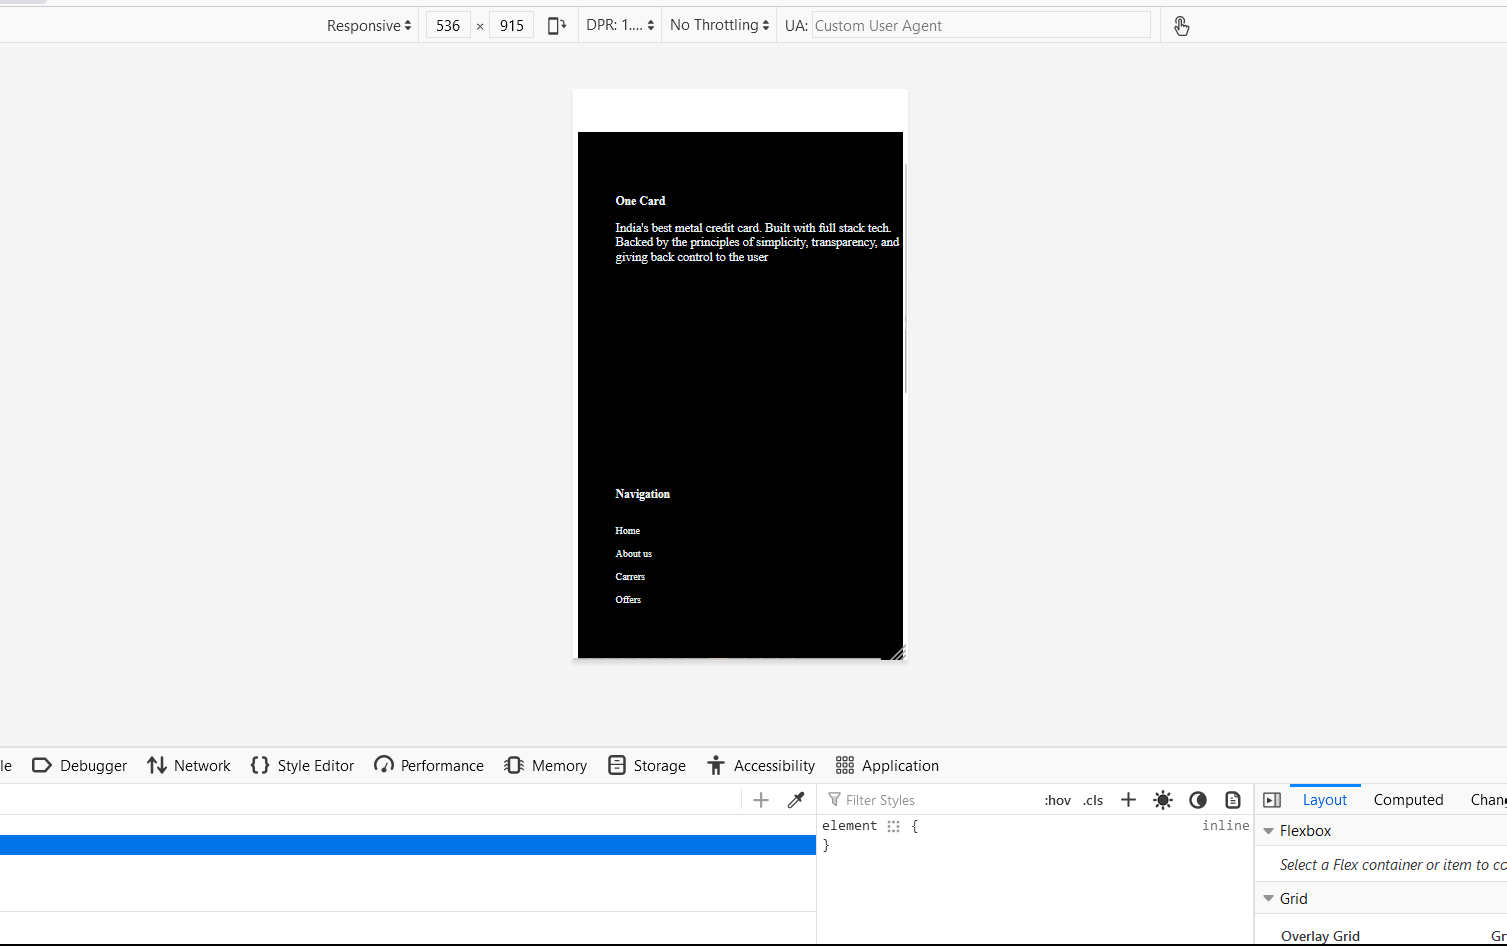 Responsive 536 × 915 DPR: 1.... No Throttling UA: Custom User Agent
One Card
India's best metal credit card. Built with full stack tech.
Backed by the principles of simplicity, transparency, and
giving back control to the user
Navigation
Home
About us
Carrers
Offers
le Debugger Network {} Style Editor Performance Memory Storage Accessibility Application
+ Filter Styles :hov .cls + Layout Computed Chang
element { inline
}
Flexbox
Select a Flex container or item to co
Grid
Overlay Grid Gr